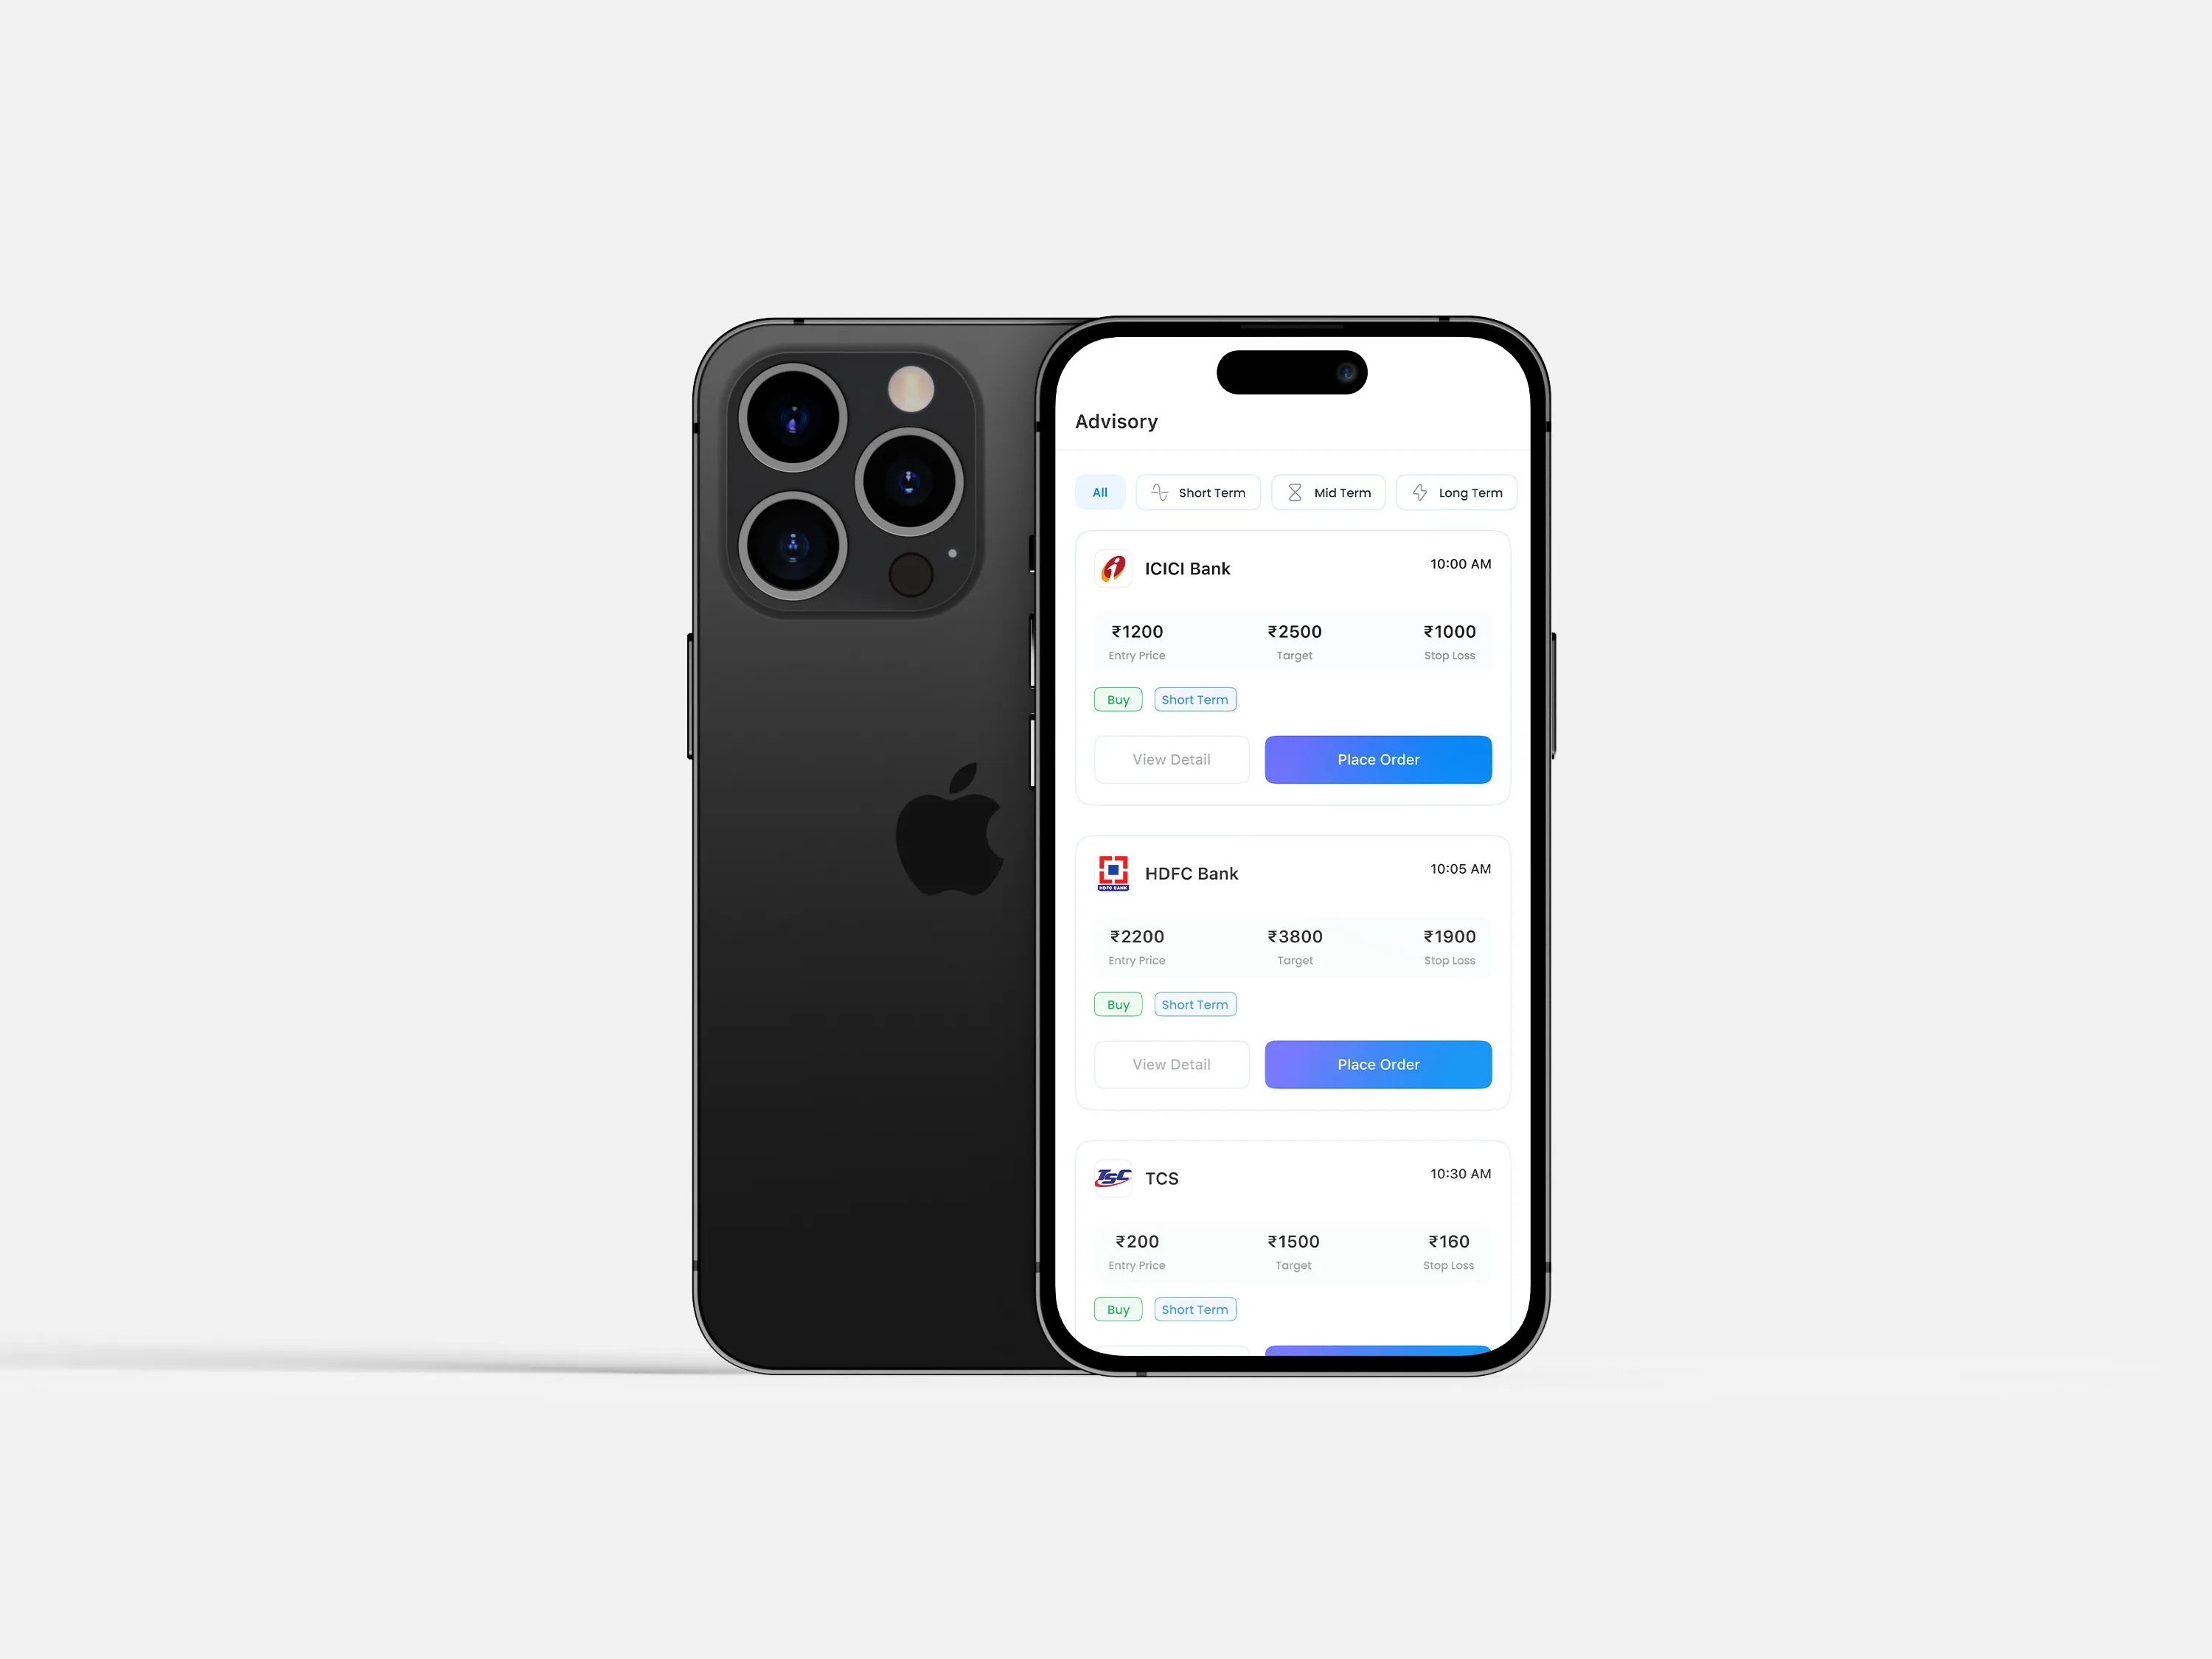 Advisory
All Short Term Mid Term Long Term
ICICI Bank 10:00 AM
₹1200 ₹2500 ₹1000
Entry Price Target Stop Loss
Buy Short Term
View Detail Place Order
HDFC BANK HDFC Bank 10:05 AM
₹2200 ₹3800 ₹1900
Entry Price Target Stop Loss
Buy Short Term
View Detail Place Order
TSC TCS 10:30 AM
₹200 ₹1500 ₹160
Entry Price Target Stop Loss
Buy Short Term